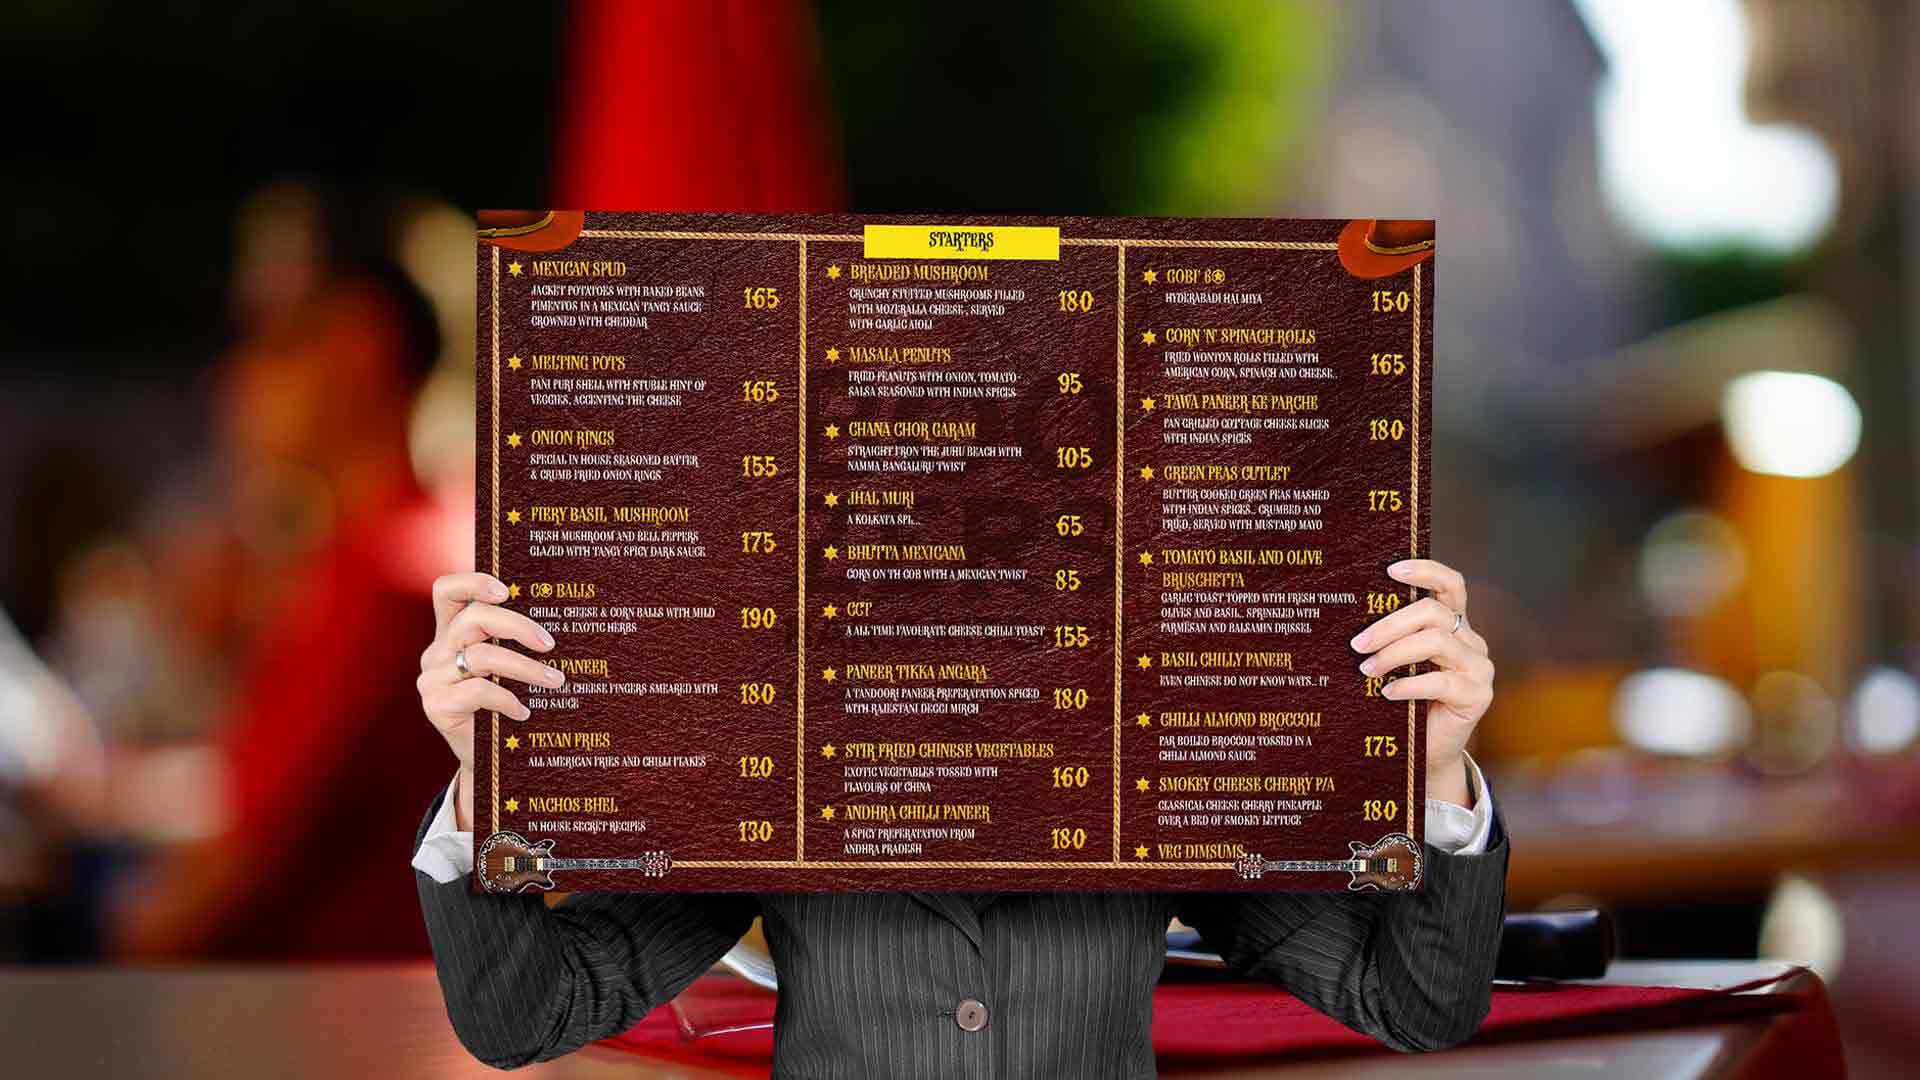 STARTERS
MEXICAN SPUD
JACKET POTATOES WITH BAKED BEANS
PIMENTOS IN A MEXICAN TANGY SAUCE
CROWNED WITH CHEDDAR
165
MELTING POTS
PANI PURI SHELL WITH STUBLE HINT OF
VEGGIES, ACCENTING THE CHEESE
165
ONION RINGS
SPECIAL IN HOUSE SEASONED BATTER
& CRUMB FRIED ONION RINGS
155
FIERY BASIL MUSHROOM
FRESH MUSHROOM AND BELL PEPPERS
GLAZED WITH TANGY SPICY DARK SAUCE
175
BALLS
CHILLI, CHEESE & CORN BALLS WITH MILD
& EXOTIC HERBS
190
PANEER
CHEESE FINGERS SMEARED WITH
BBQ SAUCE
180
TEXAN FRIES
ALL AMERICAN FRIES AND CHILLI FLAKES
120
NACHOS BHEL
IN HOUSE SECRET RECIPES
130
BREADED MUSHROOM
CRUNCHY STUFFED MUSHROOMS FILLED
WITH MOZERALLA CHEESE , SERVED
WITH GARLIC AIOLI
180
MASALA PENUTS
FRIED PEANUTS WITH ONION, TOMATO-
SALSA SEASONED WITH INDIAN SPICES
95
CHANA CHOR GARAM
STRAIGHT FRON THE JUHU BEACH WITH
NAMMA BANGALURU TWIST
105
JHAL MURI
A KOLKATA SPL..
65
BHUTTA MEXICANA
CORN ON TH COB WITH A MEXICAN TWIST
85
CCT
A ALL TIME FAVOURATE CHEESE CHILLI TOAST
155
PANEER TIKKA ANGARA
A TANDOORI PANEER PREPERATATION SPICED
WITH RAJESTANI DEGGI MIRCH
180
STIR FRIED CHINESE VEGETABLES
EXOTIC VEGETABLES TOSSED WITH
FLAVOURS OF CHINA
160
ANDHRA CHILLI PANEER
A SPICY PREPERATATION FROM
ANDHRA PRADESH
180
GOBI'
HYDERABADI HAI MIYA
150
CORN 'N' SPINACH ROLLS
FRIED WONTON ROLLS FILLED WITH
AMERICAN CORN, SPINACH AND CHEESE..
165
TAWA PANEER KE PARCHE
PAN GRILLED COTTAGE CHEESE SLICES
WITH INDIAN SPICES
180
GREEN PEAS CUTLET
BUTTER COOKED GREEN PEAS MASHED
WITH INDIAN SPICES.. CRUMBED AND
FRIED, SERVED WITH MUSTARD MAYO
175
TOMATO BASIL AND OLIVE
BRUSCHETTA
GARLIC TOAST TOPPED WITH FRESH TOMATO,
OLIVES AND BASIL.. SPRINKLED WITH
PARMESAN AND BALSAMIN DRISSEL
140
BASIL CHILLY PANEER
EVEN CHINESE DO NOT KNOW WATS.. IT
CHILLI ALMOND BROCCOLI
PAR BOILED BROCCOLI TOSSED IN A
CHILLI ALMOND SAUCE
175
SMOKEY CHEESE CHERRY P/A
CLASSICAL CHEESE CHERRY PINEAPPLE
OVER A BED OF SMOKEY LETTUCE
180
VEG DIMSUMS